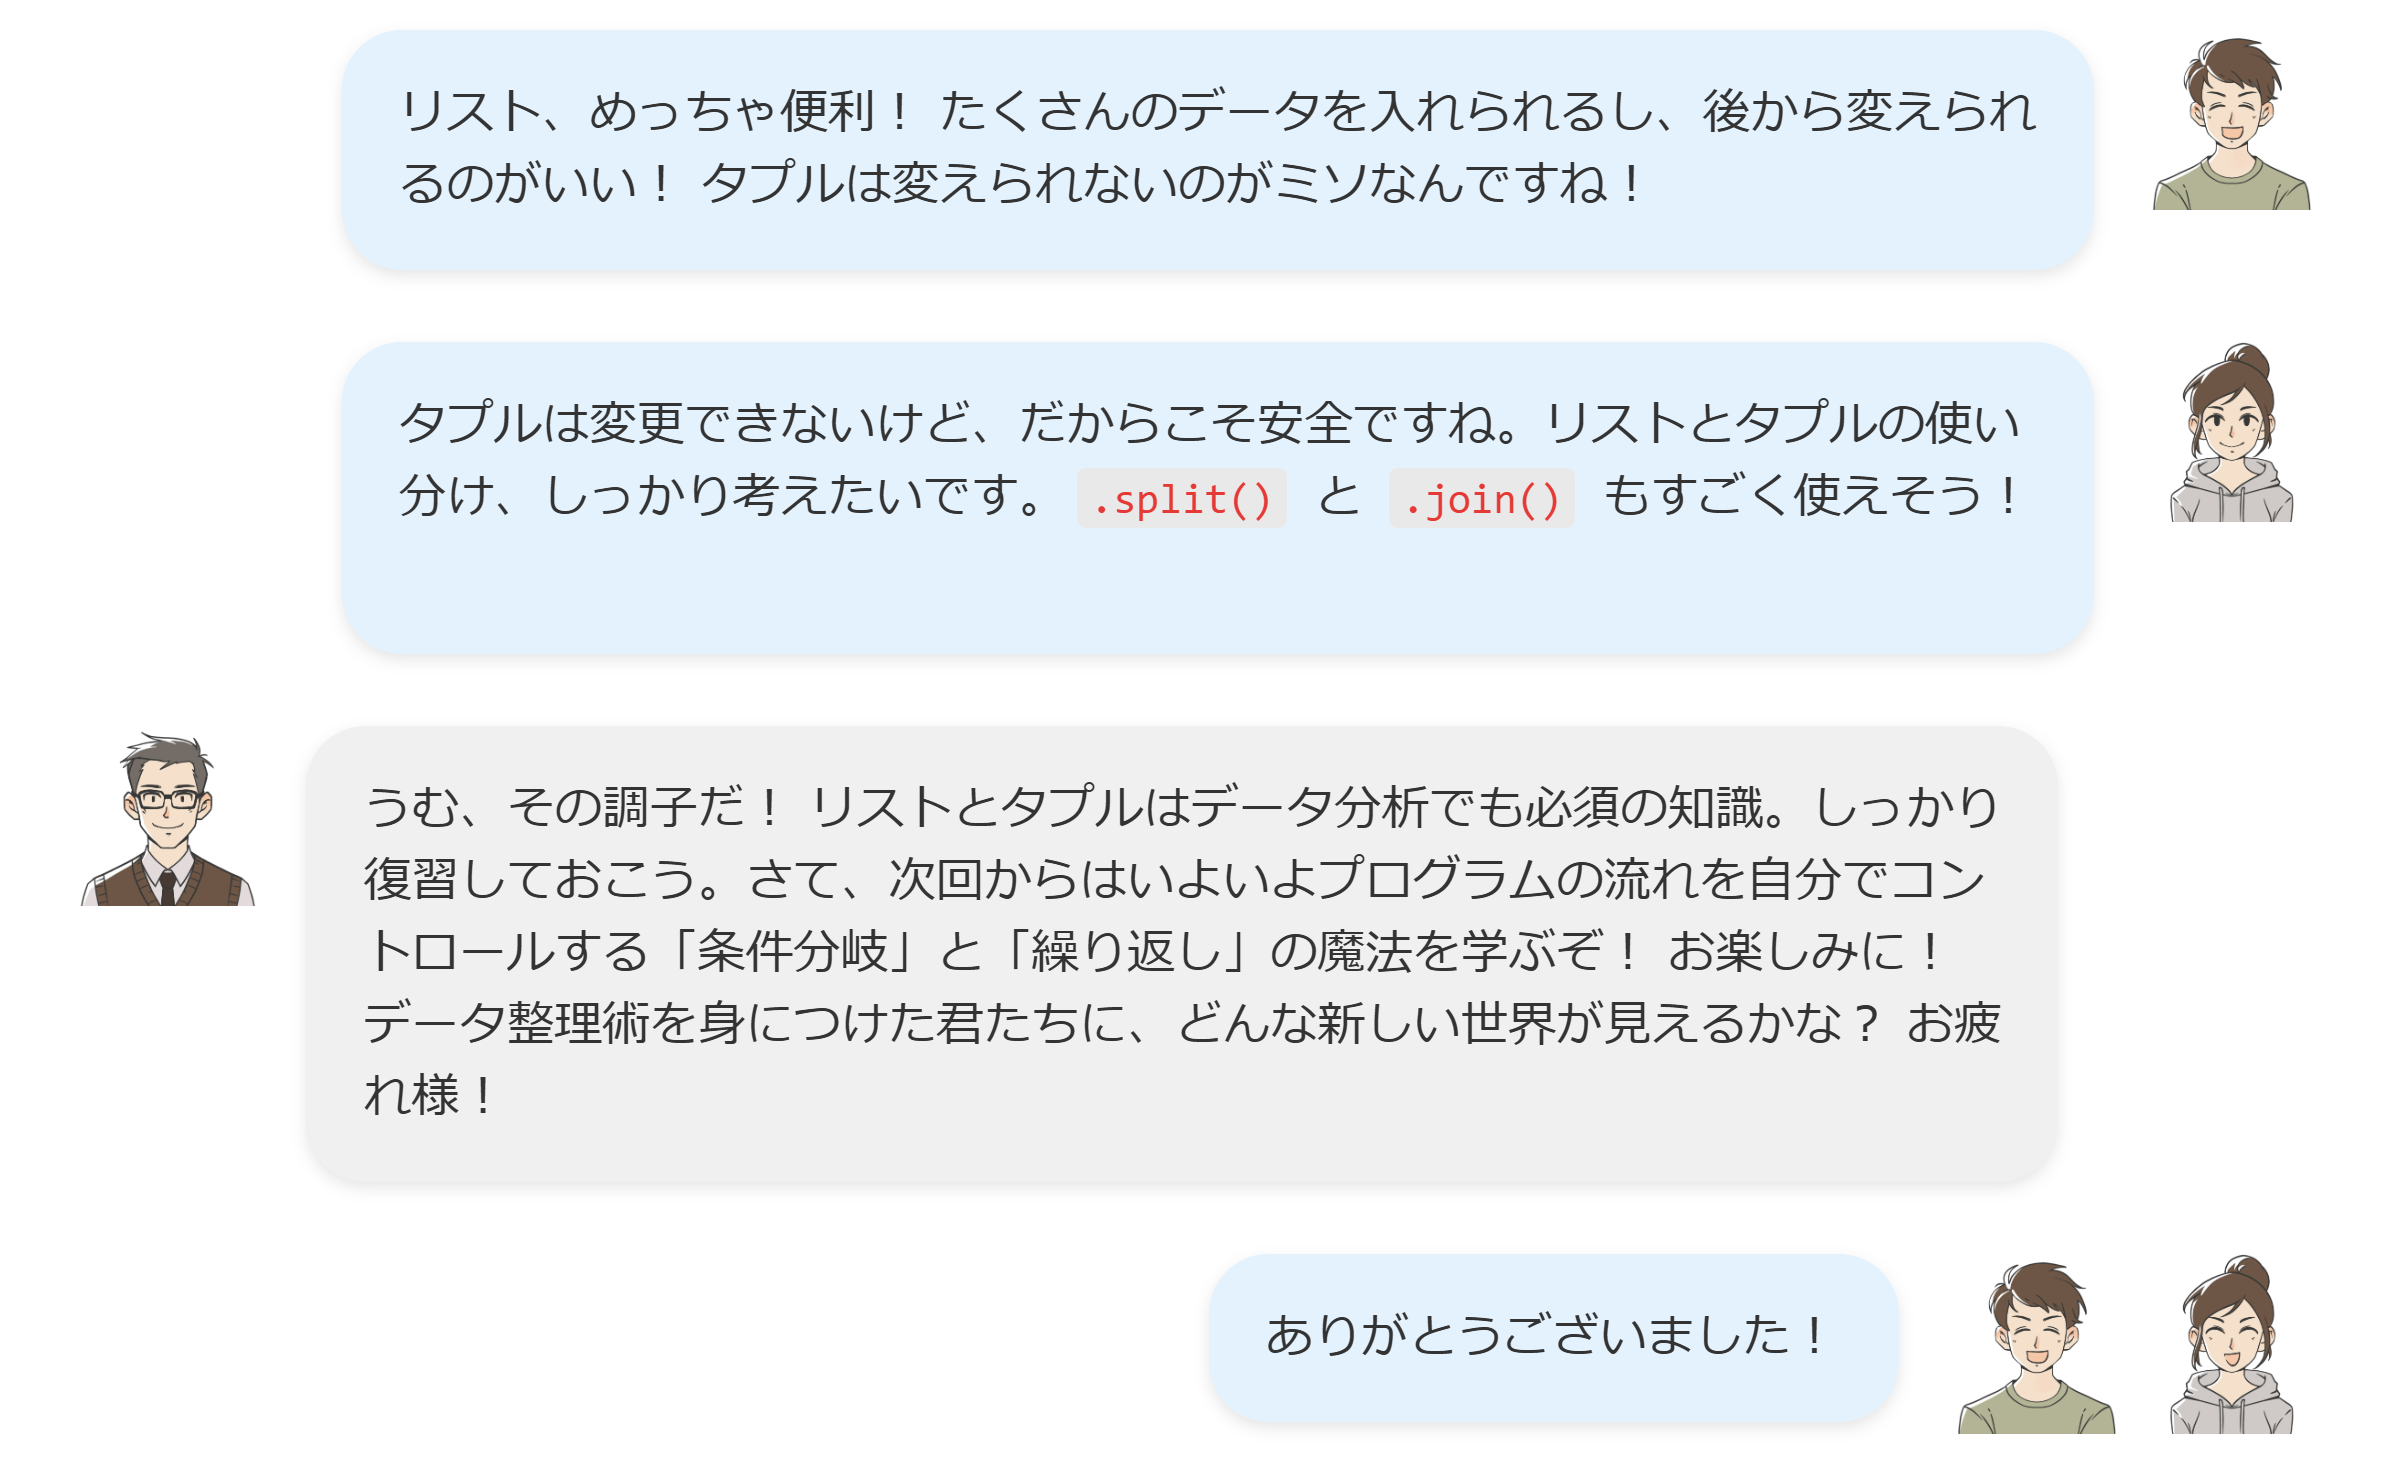 リスト、めっちゃ便利！ たくさんのデータを入れられるし、後から変えられ
るのがいい！ タプルは変えられないのがミソなんですね！
タプルは変更できないけど、だからこそ安全ですね。リストとタプルの使い
分け、しっかり考えたいです。 .split() と .join() もすごく使えそう！
うむ、その調子だ！ リストとタプルはデータ分析でも必須の知識。しっかり
復習しておこう。さて、次回からはいよいよプログラムの流れを自分でコン
トロールする「条件分岐」と「繰り返し」の魔法を学ぶぞ！ お楽しみに！
データ整理術を身につけた君たちに、どんな新しい世界が見えるかな？ お疲
れ様！
ありがとうございました！